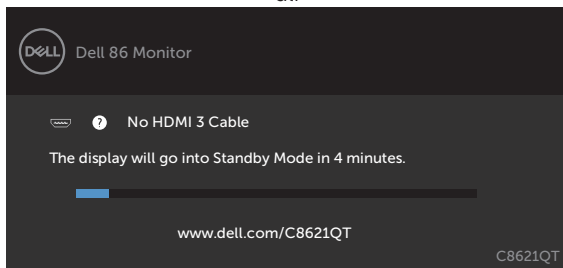 DELL
Dell 86 Monitor
? No HDMI 3 Cable
The display will go into Standby Mode in 4 minutes.
www.dell.com/C8621QT
C8621QT